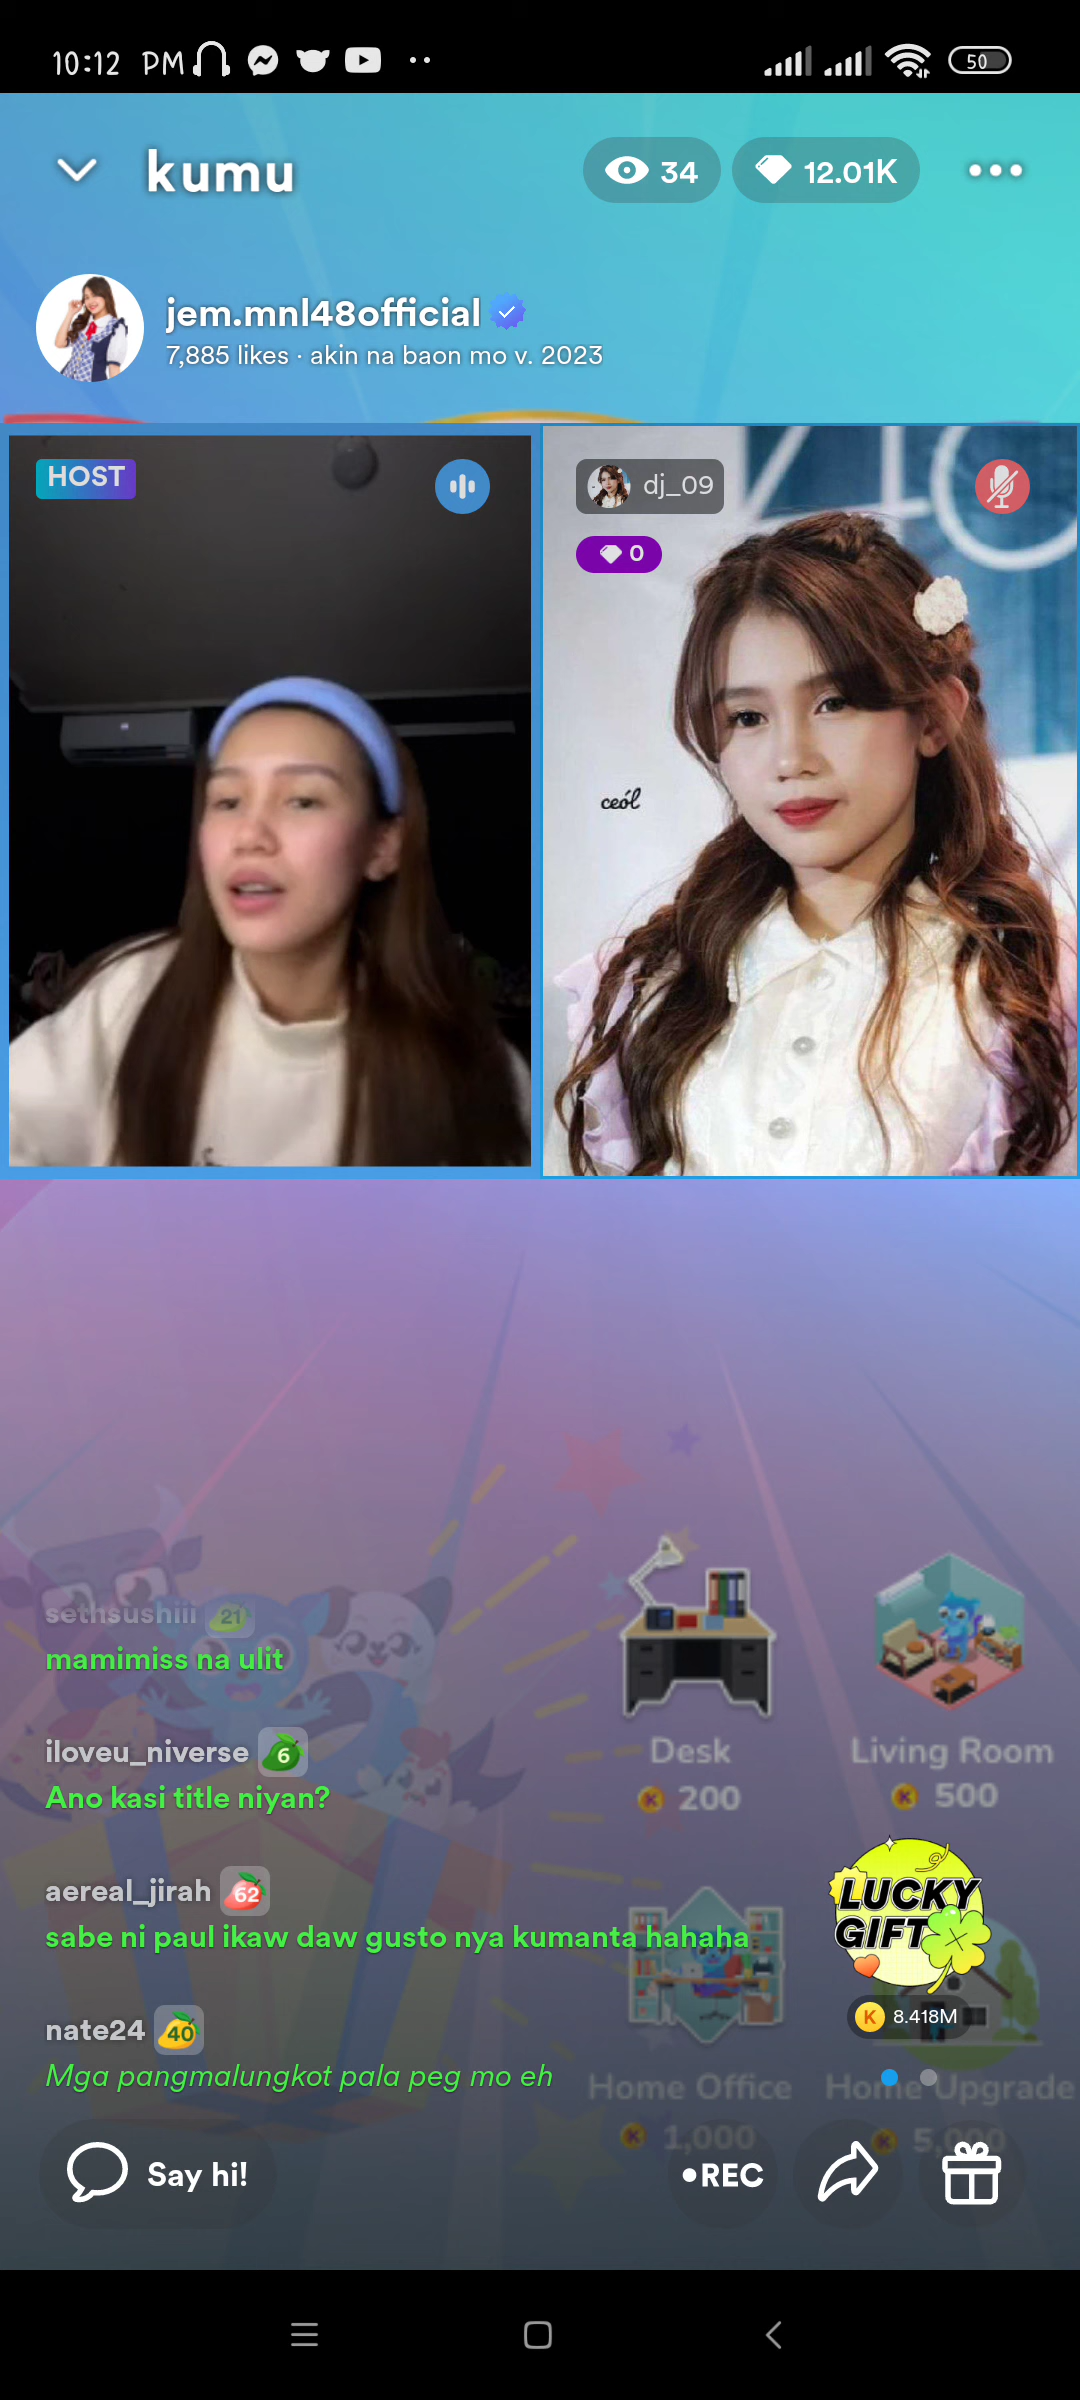 10:12 PM
50
kumu
34
12.01K
jem.mnl48official
7,885 likes · akin na baon mo v. 2023
HOST
dj_09
0
ceól
sethsushiii 21
mamimiss na ulit
iloveu_niverse 6
Ano kasi title niyan?
aereal_jirah 62
sabe ni paul ikaw daw gusto nya kumanta hahaha
nate24 40
Mga pangmalungkot pala peg mo eh
Desk
200
Living Room
500
LUCKY
GIFT
K 8.418M
Home Office
1,000
Home Upgrade
5,000
Say hi!
REC